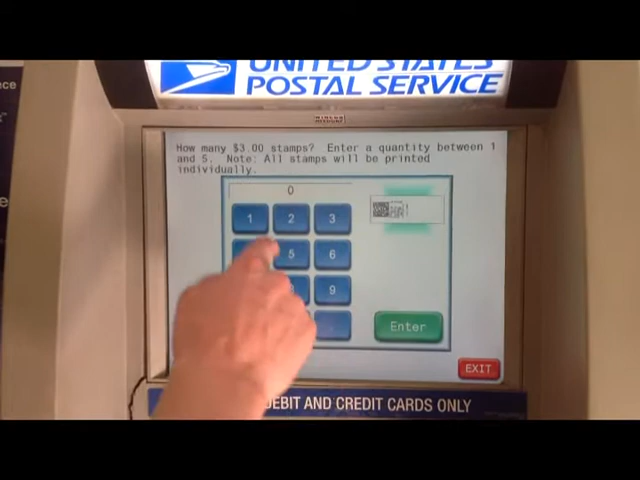 UNITED STATES
POSTAL SERVICE
How many $3.00 stamps? Enter a quantity between 1
and 5. Note: All stamps will be printed
individually.
0
1 2 3
5 6
9
Enter
EXIT
DEBIT AND CREDIT CARDS ONLY